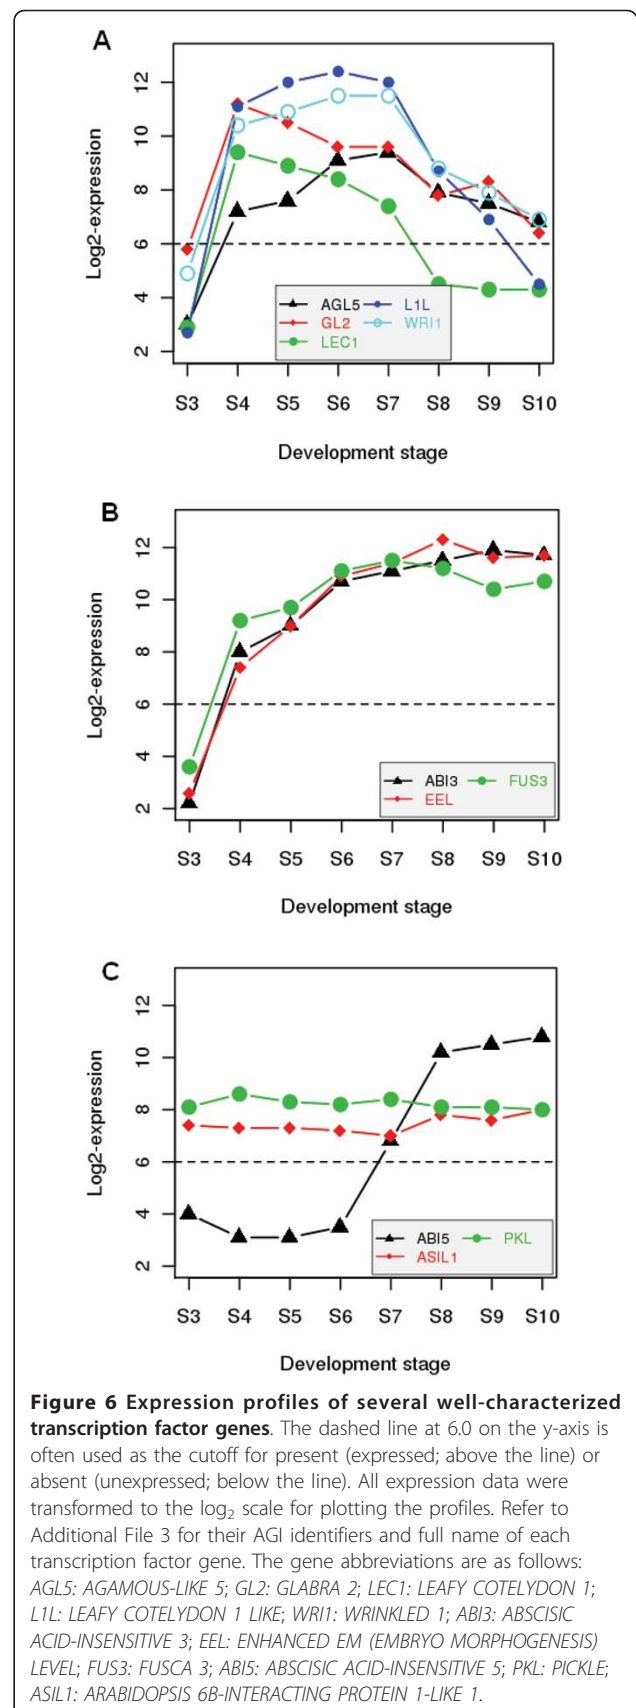 A
12
10
8
6
4
2
Log2-expression
AGL5 L1L
GL2 WRI1
LEC1
S3 S4 S5 S6 S7 S8 S9 S10
Development stage
B
12
10
8
6
4
2
Log2-expression
ABI3 FUS3
EEL
S3 S4 S5 S6 S7 S8 S9 S10
Development stage
C
12
10
8
6
4
2
Log2-expression
ABI5 PKL
ASIL1
S3 S4 S5 S6 S7 S8 S9 S10
Development stage
Figure 6 Expression profiles of several well-characterized
transcription factor genes. The dashed line at 6.0 on the y-axis is
often used as the cutoff for present (expressed; above the line) or
absent (unexpressed; below the line). All expression data were
transformed to the log2 scale for plotting the profiles. Refer to
Additional File 3 for their AGI identifiers and full name of each
transcription factor gene. The gene abbreviations are as follows:
AGL5: AGAMOUS-LIKE 5; GL2: GLABRA 2; LEC1: LEAFY COTELYDON 1;
L1L: LEAFY COTELYDON 1 LIKE; WRI1: WRINKLED 1; ABI3: ABSCISIC
ACID-INSENSITIVE 3; EEL: ENHANCED EM (EMBRYO MORPHOGENESIS)
LEVEL; FUS3: FUSCA 3; ABI5: ABSCISIC ACID-INSENSITIVE 5; PKL: PICKLE;
ASIL1: ARABIDOPSIS 6B-INTERACTING PROTEIN 1-LIKE 1.